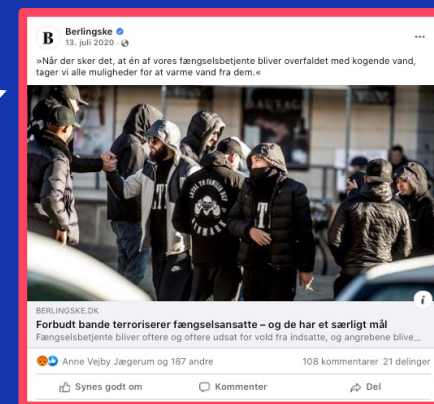 B Berlingske
13. juli 2020
»Når der sker det, at én af vores fængselsbetjente bliver overfaldet med kogende vand,
tager vi alle muligheder for at varme vand fra dem.«
BERLINGSKE.DK
Forbudt bande terroriserer fængselsansatte – og de har et særligt mål
Fængselsbetjente bliver oftere og oftere udsat for vold fra indsatte, og angrebene blive...
Anne Vejby Jægerum og 187 andre
108 kommentarer 21 delinger
Synes godt om
Kommenter
Del